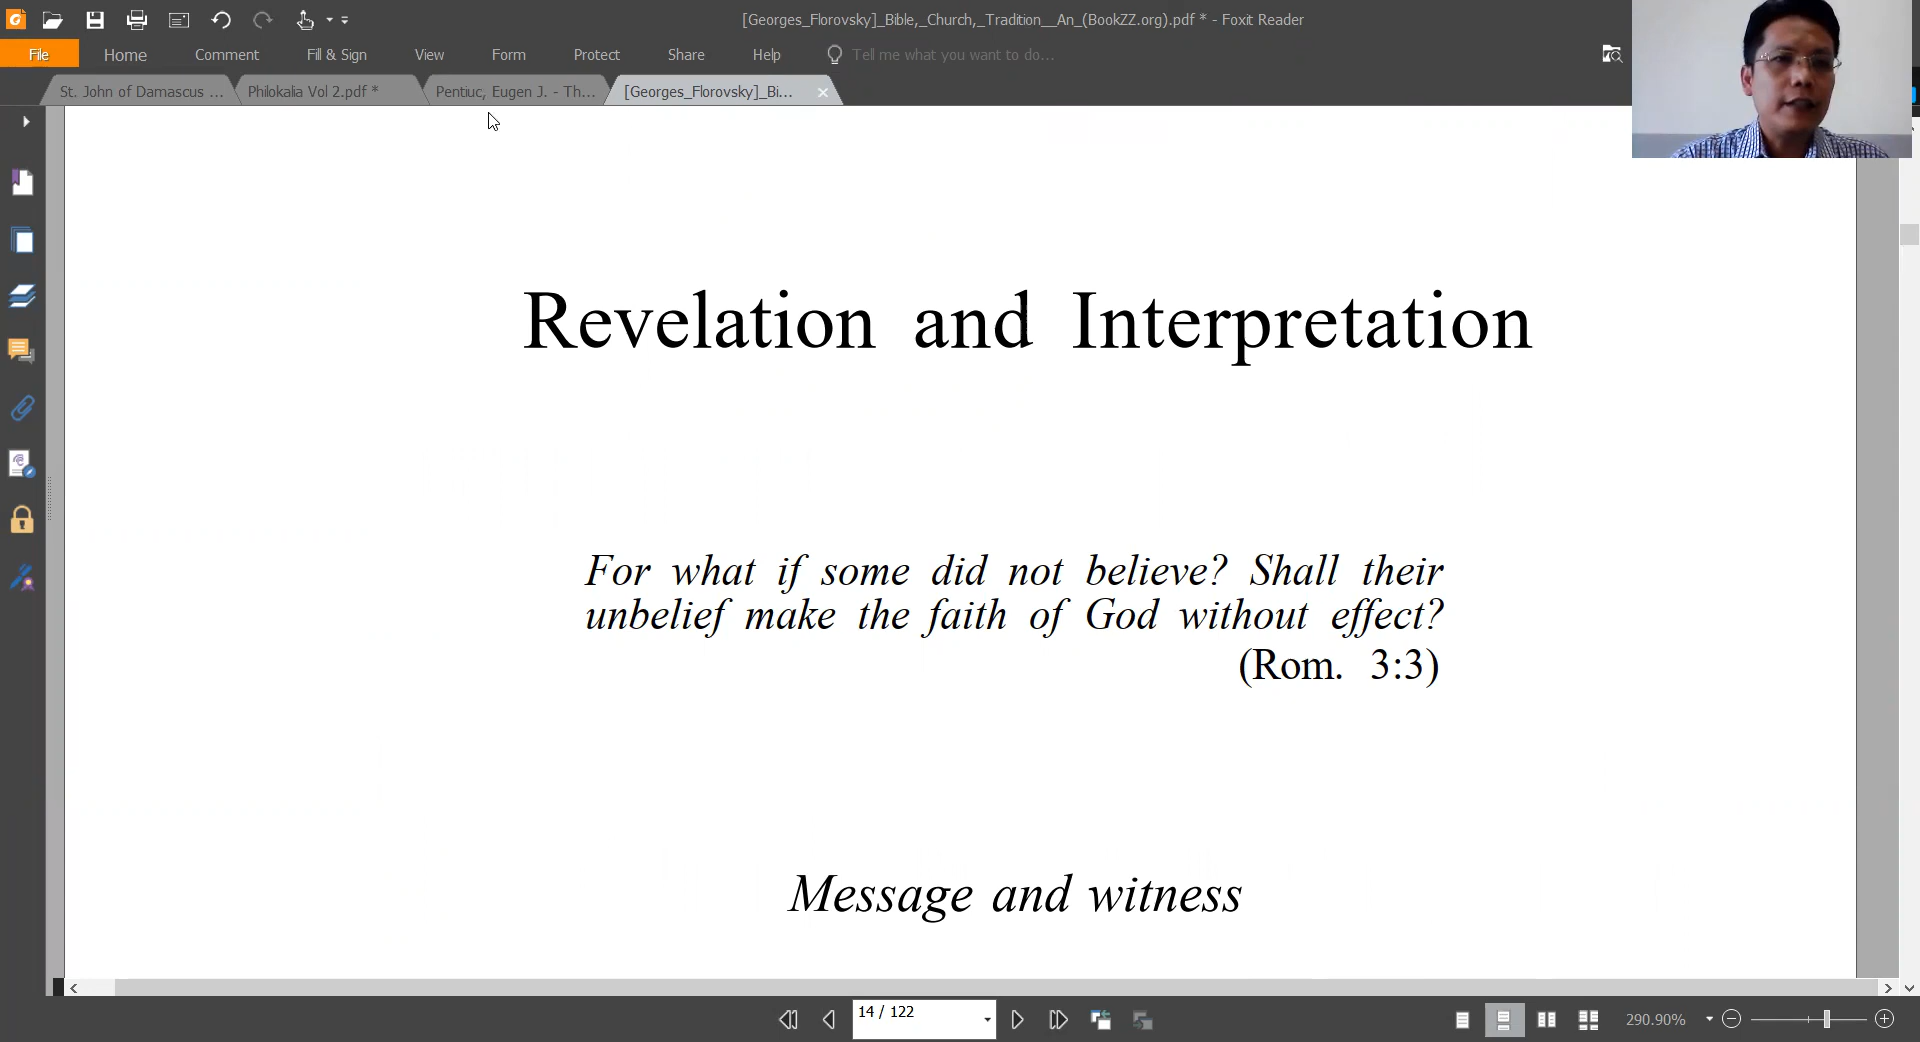 [Georges_Florovsky]_Bible,_Church,_Tradition__An_(BookZZ.org).pdf * - Foxit Reader
File Home Comment Fill & Sign View Form Protect Share Help Tell me what you want to do...
St. John of Damascus ... Philokalia Vol 2.pdf * Pentiuc, Eugen J. - Th... [Georges_Florovsky]_Bi...
Revelation and Interpretation
For what if some did not believe? Shall their
unbelief make the faith of God without effect?
(Rom. 3:3)
Message and witness
14 / 122
290.90%